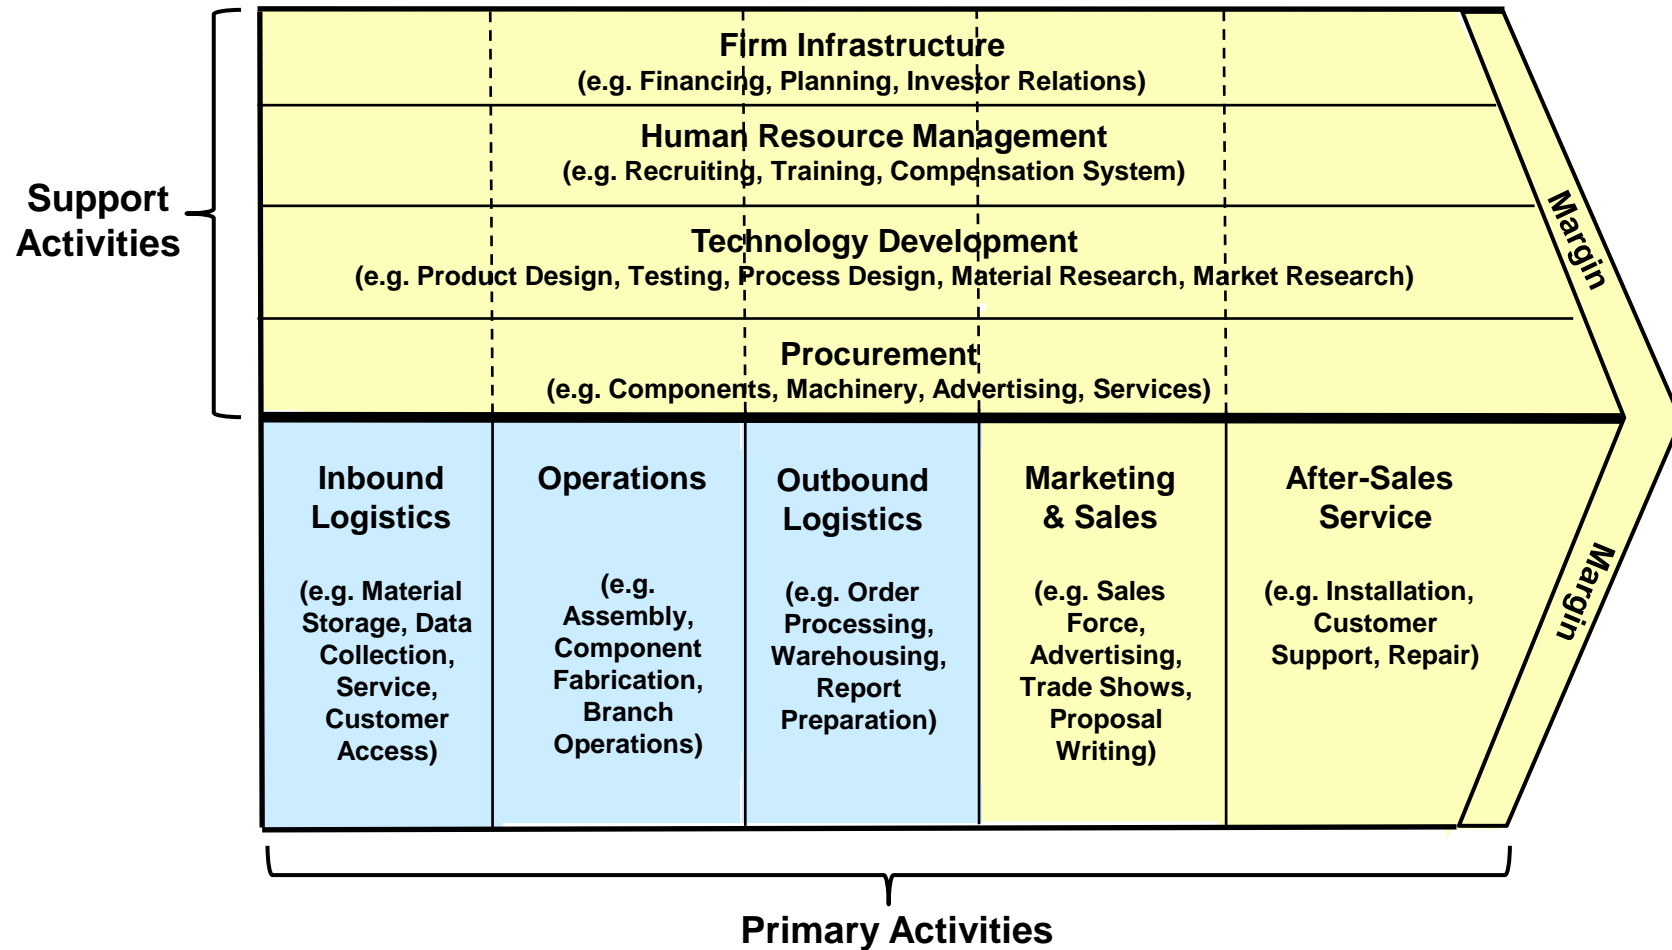 Firm Infrastructure
(e.g. Financing, Planning, Investor Relations)
Human Resource Management
(e.g. Recruiting, Training, Compensation System)
Support
Activities
Technology Development
(e.g. Product Design, Testing, Process Design, Material Research, Market Research)
Procurement
(e.g. Components, Machinery, Advertising, Services)
Margin
Inbound
Logistics
(e.g. Material
Storage, Data
Collection,
Service,
Customer
Access)
Operations
(e.g.
Assembly,
Component
Fabrication,
Branch
Operations)
Outbound
Logistics
(e.g. Order
Processing,
Warehousing,
Report
Preparation)
Marketing
& Sales
(e.g. Sales
Force,
Advertising,
Trade Shows,
Proposal
Writing)
After-Sales
Service
(e.g. Installation,
Customer
Support, Repair)
Margin
Primary Activities